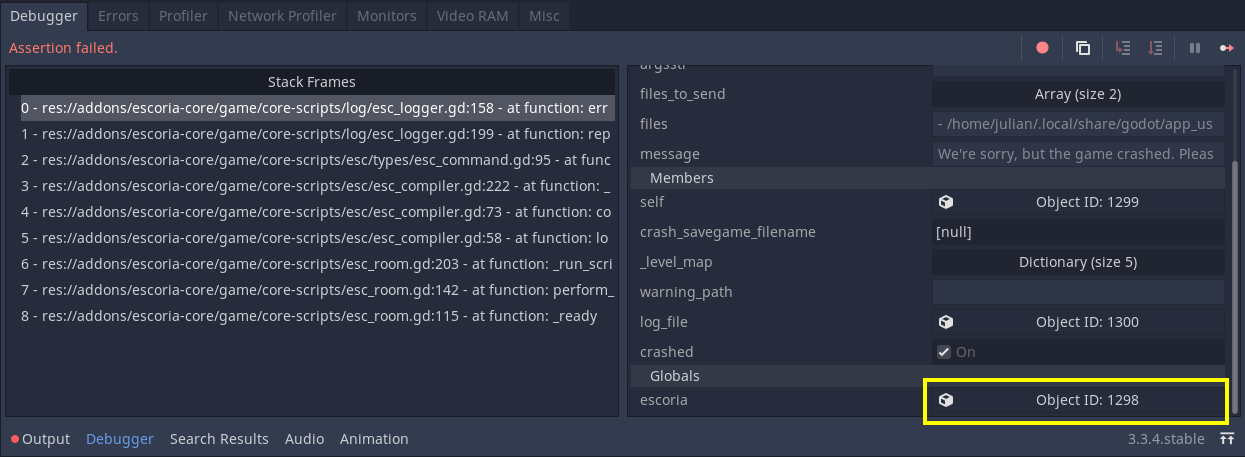 Debugger Errors Profiler Network Profiler Monitors Video RAM Misc
Assertion failed.
Stack Frames
0 - res://addons/escoria-core/game/core-scripts/log/esc_logger.gd:158 - at function: err
1 - res://addons/escoria-core/game/core-scripts/log/esc_logger.gd:199 - at function: rep
2 - res://addons/escoria-core/game/core-scripts/esc/types/esc_command.gd:95 - at func
3 - res://addons/escoria-core/game/core-scripts/esc/esc_compiler.gd:222 - at function: _
4 - res://addons/escoria-core/game/core-scripts/esc/esc_compiler.gd:73 - at function: co
5 - res://addons/escoria-core/game/core-scripts/esc/esc_compiler.gd:58 - at function: lo
6 - res://addons/escoria-core/game/core-scripts/esc_room.gd:203 - at function: _run_scri
7 - res://addons/escoria-core/game/core-scripts/esc_room.gd:142 - at function: perform_
8 - res://addons/escoria-core/game/core-scripts/esc_room.gd:115 - at function: _ready
argsstr
files_to_send Array (size 2)
files - /home/julian/.local/share/godot/app_us
message We're sorry, but the game crashed. Pleas
Members
self Object ID: 1299
crash_savegame_filename [null]
_level_map Dictionary (size 5)
warning_path
log_file Object ID: 1300
crashed On
Globals
escoria Object ID: 1298
Output Debugger Search Results Audio Animation 3.3.4.stable